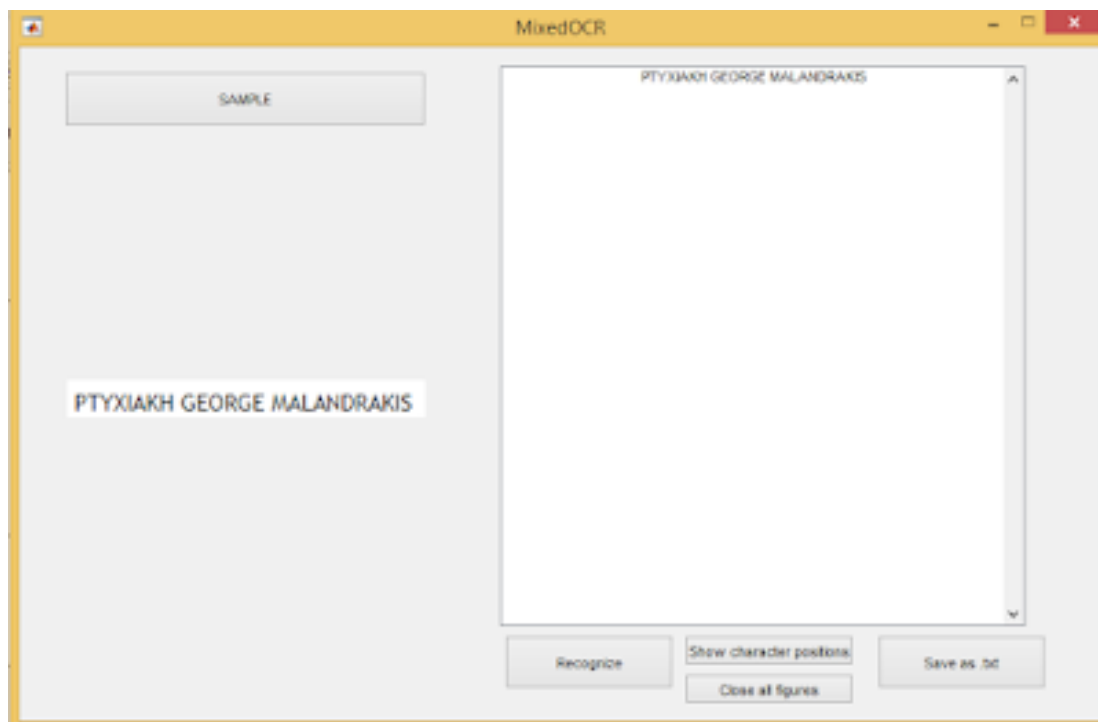 MixedOCR
SAMPLE
PTYXIAKH GEORGE MALANDRAKIS
PTYXIAKH GEORGE MALANDRAKIS
Recognize
Show character positions
Close all figures
Save as .txt